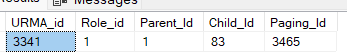 Messages
URMA_id Role_id Parent_Id Child_Id Paging_Id
3341 1 1 83 3465